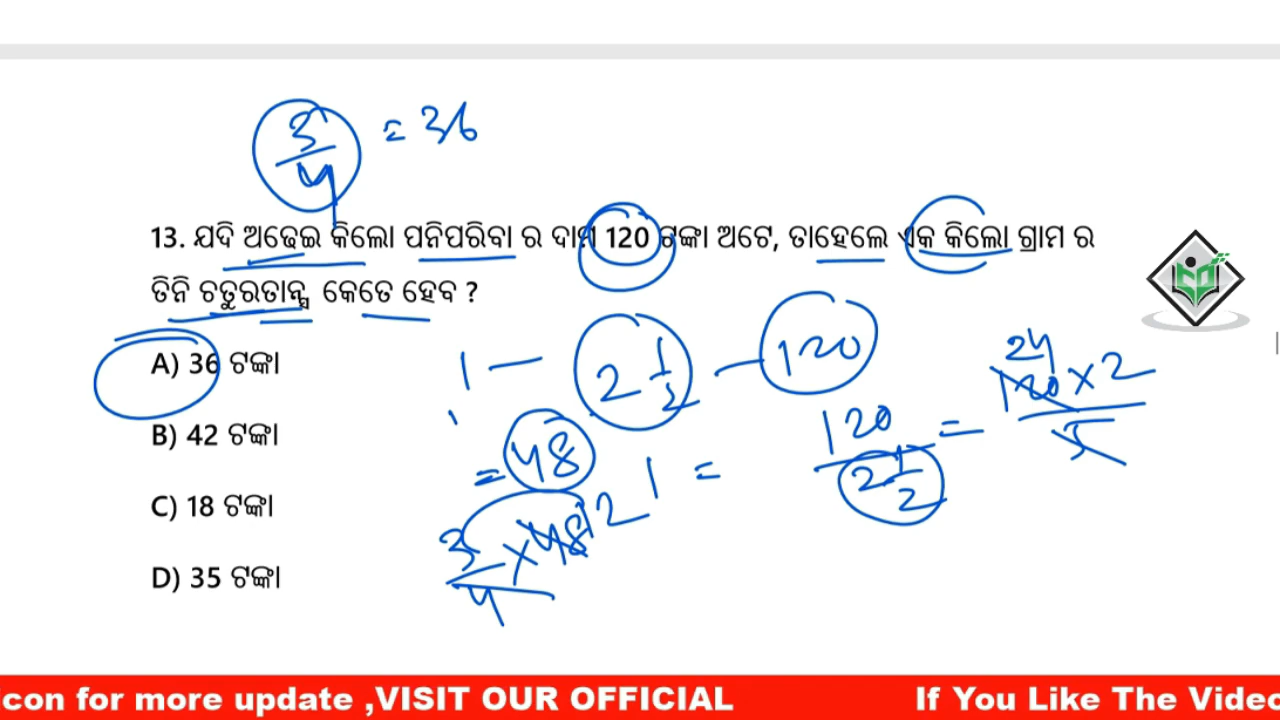 3/4 = 36
13. ଯଦି ଅଢେଇ କିଲୋ ପନିପରିବା ର ଦାମ 120 ଟଙ୍କା ଅଟେ, ତାହେଲେ ଏକ କିଲୋ ଗ୍ରାମ ର
ତିନି ଚତୁରତାନ୍ସ କେତେ ହେବ ?
A) 36 ଟଙ୍କା
1 — 2 1/2 — 120
B) 42 ଟଙ୍କା
1 = 120 / 2 1/2 = 120 × 2 / 5
24
= 48
C) 18 ଟଙ୍କା
3/4 × 48
12
D) 35 ଟଙ୍କା
con for more update ,VISIT OUR OFFICIAL If You Like The Video